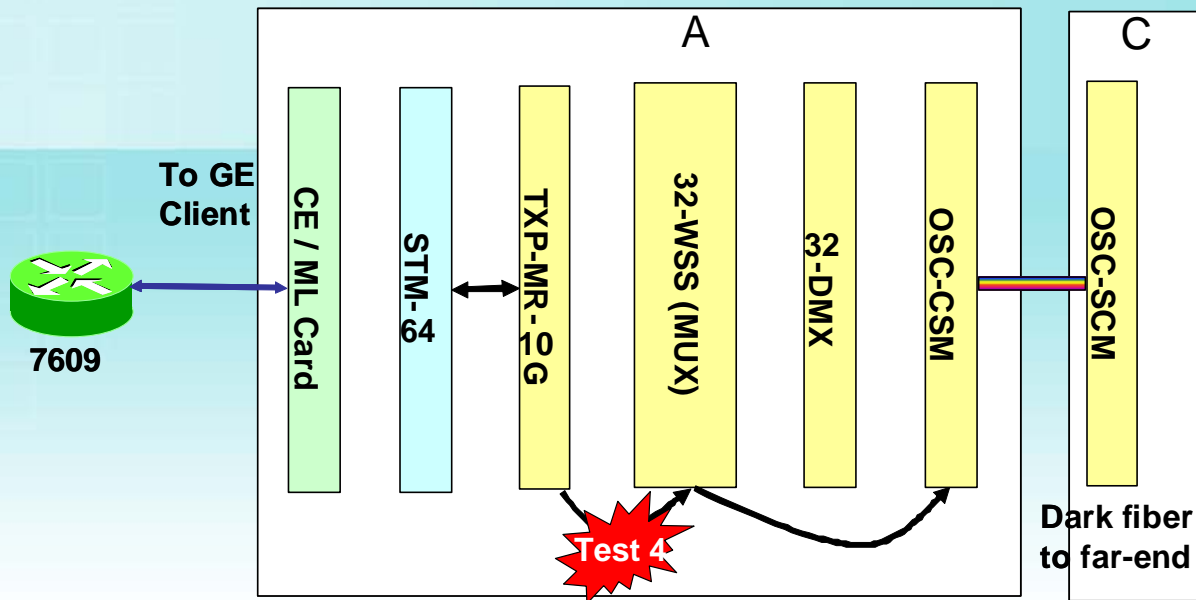 A
C
To GE
Client
7609
CE / ML Card
STM-
64
TXP-MR-
10
G
32-WSS (MUX)
32
-DMX
OSC-CSM
OSC-SCM
Test 4
Dark fiber
to far-end